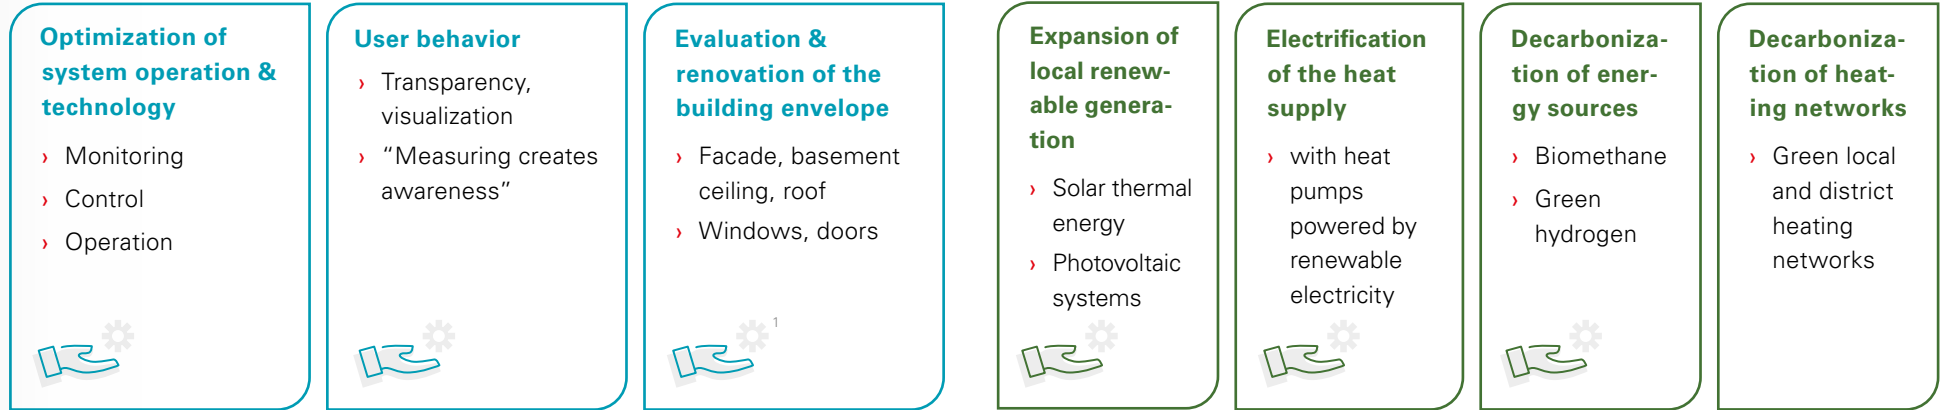 Optimization of
system operation &
technology
› Monitoring
› Control
› Operation
User behavior
› Transparency,
visualization
› “Measuring creates
awareness”
Evaluation &
renovation of the
building envelope
› Facade, basement
ceiling, roof
› Windows, doors
1
Expansion of
local renew-
able genera-
tion
› Solar thermal
energy
› Photovoltaic
systems
Electrification
of the heat
supply
› with heat
pumps
powered by
renewable
electricity
Decarboniza-
tion of ener-
gy sources
› Biomethane
› Green
hydrogen
Decarboniza-
tion of heat-
ing networks
› Green local
and district
heating
networks